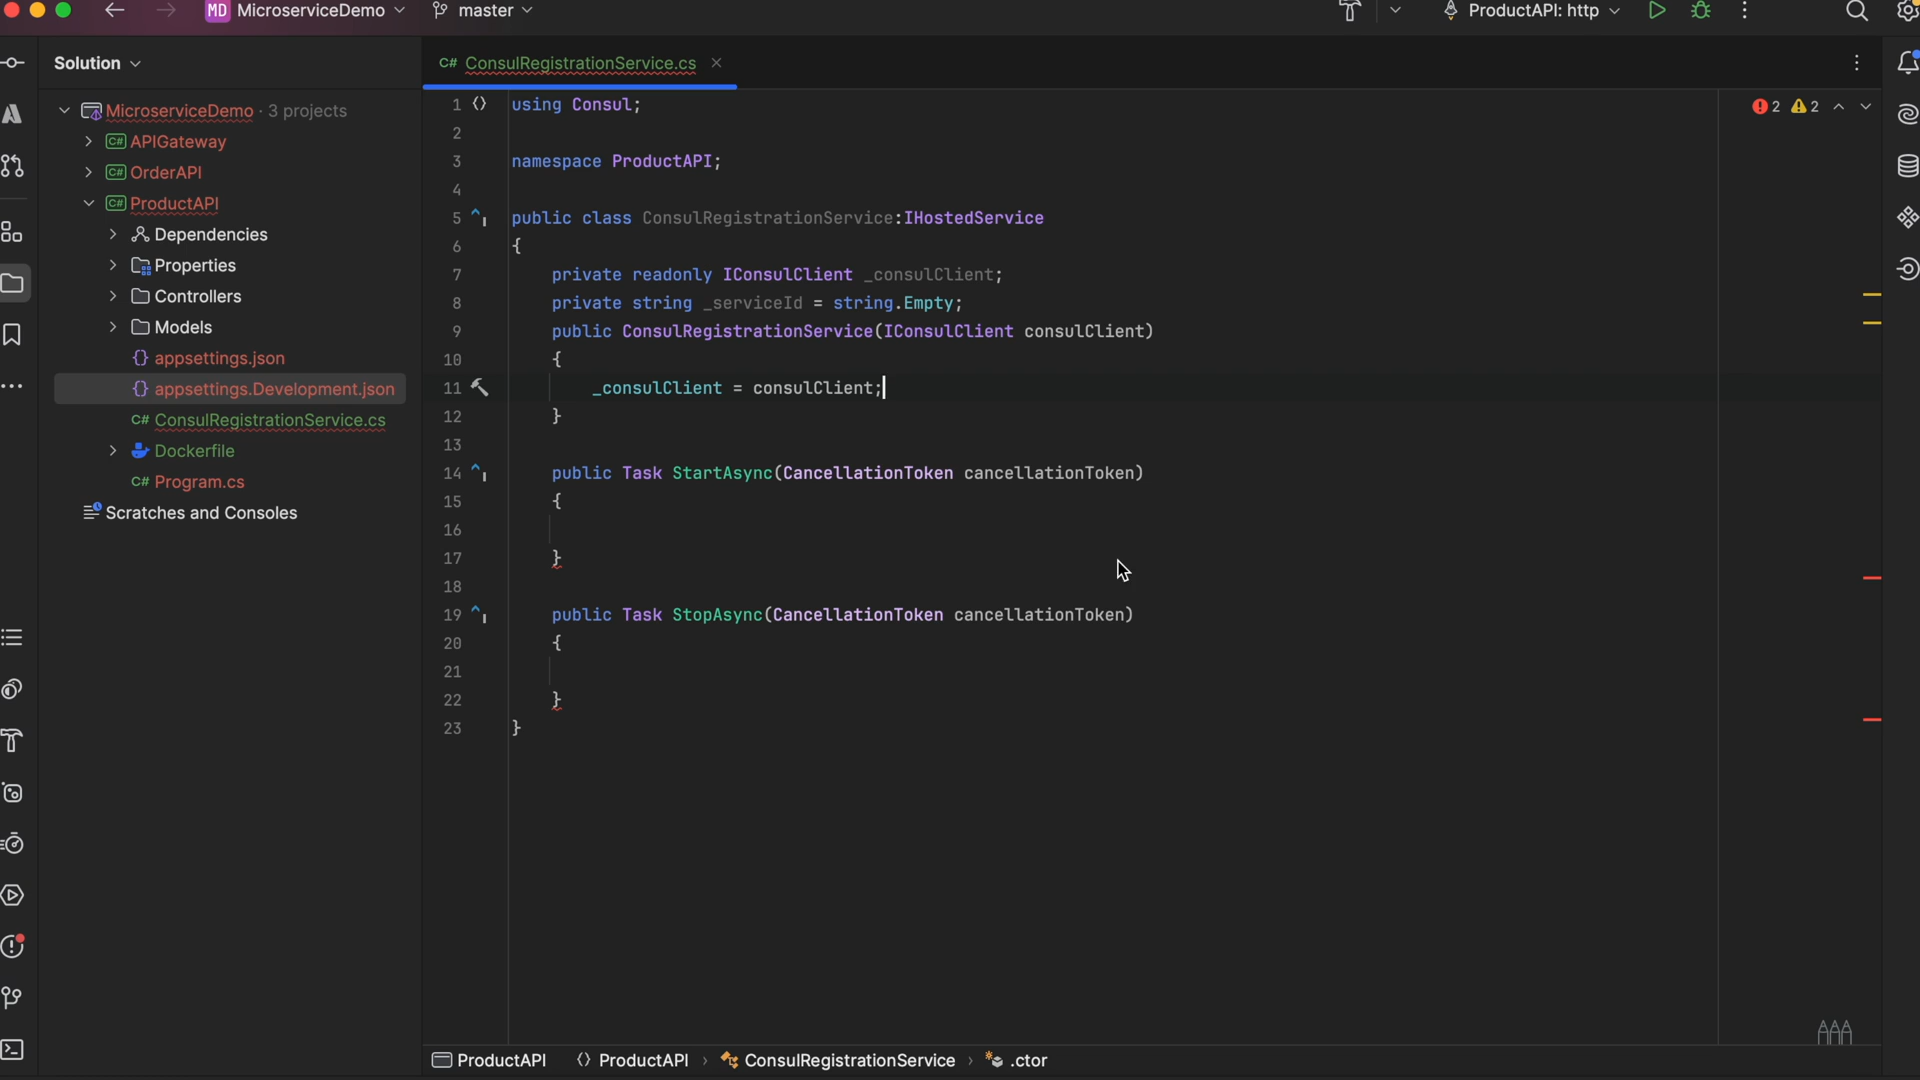 MD MicroserviceDemo master ProductAPI: http
Solution
C# ConsulRegistrationService.cs
MicroserviceDemo · 3 projects
C# APIGateway
C# OrderAPI
C# ProductAPI
Dependencies
Properties
Controllers
Models
{} appsettings.json
{} appsettings.Development.json
C# ConsulRegistrationService.cs
Dockerfile
C# Program.cs
Scratches and Consoles
2 2
1 using Consul;
2
3 namespace ProductAPI;
4
5 public class ConsulRegistrationService:IHostedService
6 {
7 private readonly IConsulClient _consulClient;
8 private string _serviceId = string.Empty;
9 public ConsulRegistrationService(IConsulClient consulClient)
10 {
11 _consulClient = consulClient;
12 }
13
14 public Task StartAsync(CancellationToken cancellationToken)
15 {
16
17 }
18
19 public Task StopAsync(CancellationToken cancellationToken)
20 {
21
22 }
23 }
ProductAPI ProductAPI › ConsulRegistrationService › .ctor